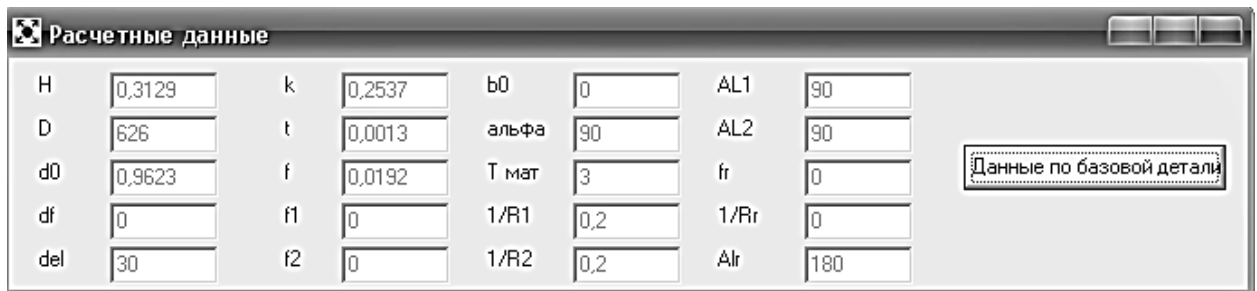 Расчетные данные
H 0,3129 k 0,2537 b0 0 AL1 90
D 626 t 0,0013 альфа 90 AL2 90
d0 0,9623 f 0,0192 Т мат 3 fr 0 Данные по базовой детали
df 0 f1 0 1/R1 0,2 1/Rr 0
del 30 f2 0 1/R2 0,2 Alr 180